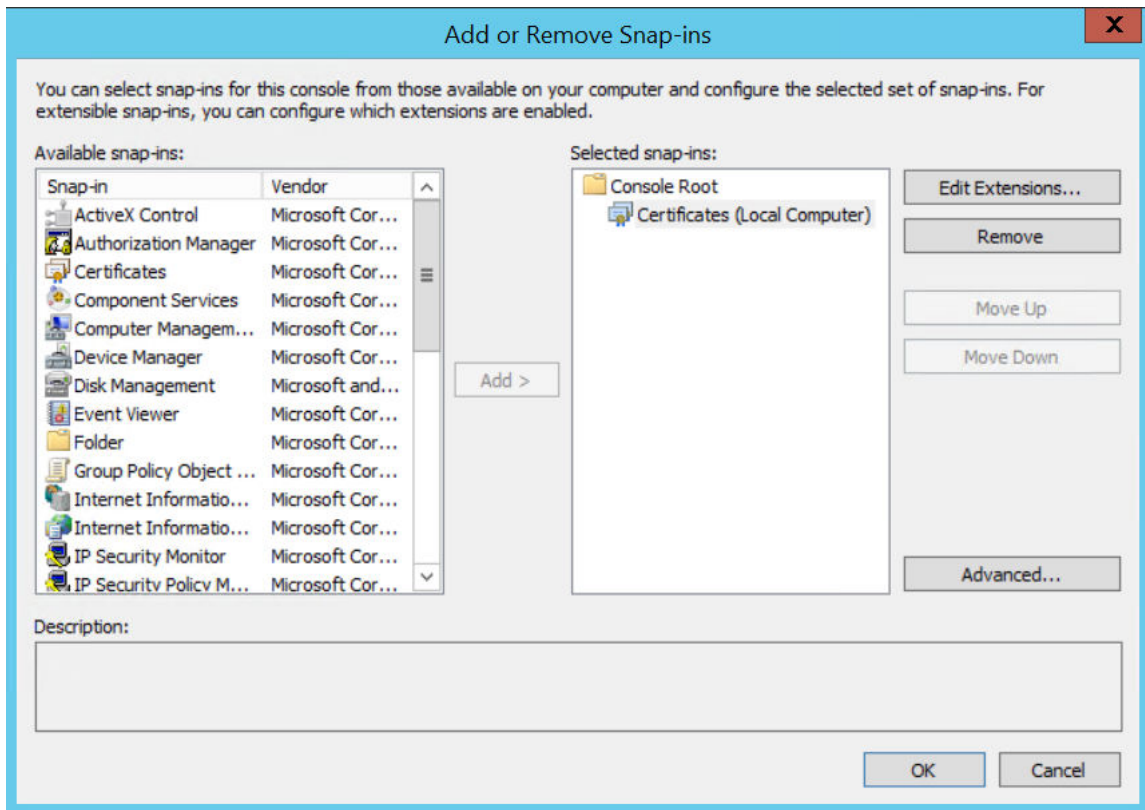 Add or Remove Snap-ins
X
You can select snap-ins for this console from those available on your computer and configure the selected set of snap-ins. For
extensible snap-ins, you can configure which extensions are enabled.
Available snap-ins:
Snap-in Vendor
ActiveX Control Microsoft Cor...
Authorization Manager Microsoft Cor...
Certificates Microsoft Cor...
Component Services Microsoft Cor...
Computer Managem... Microsoft Cor...
Device Manager Microsoft Cor...
Disk Management Microsoft and...
Event Viewer Microsoft Cor...
Folder Microsoft Cor...
Group Policy Object ... Microsoft Cor...
Internet Informatio... Microsoft Cor...
Internet Informatio... Microsoft Cor...
IP Security Monitor Microsoft Cor...
IP Security Policy M... Microsoft Cor...
Add >
Selected snap-ins:
Console Root
Certificates (Local Computer)
Edit Extensions...
Remove
Move Up
Move Down
Advanced...
Description:
OK
Cancel